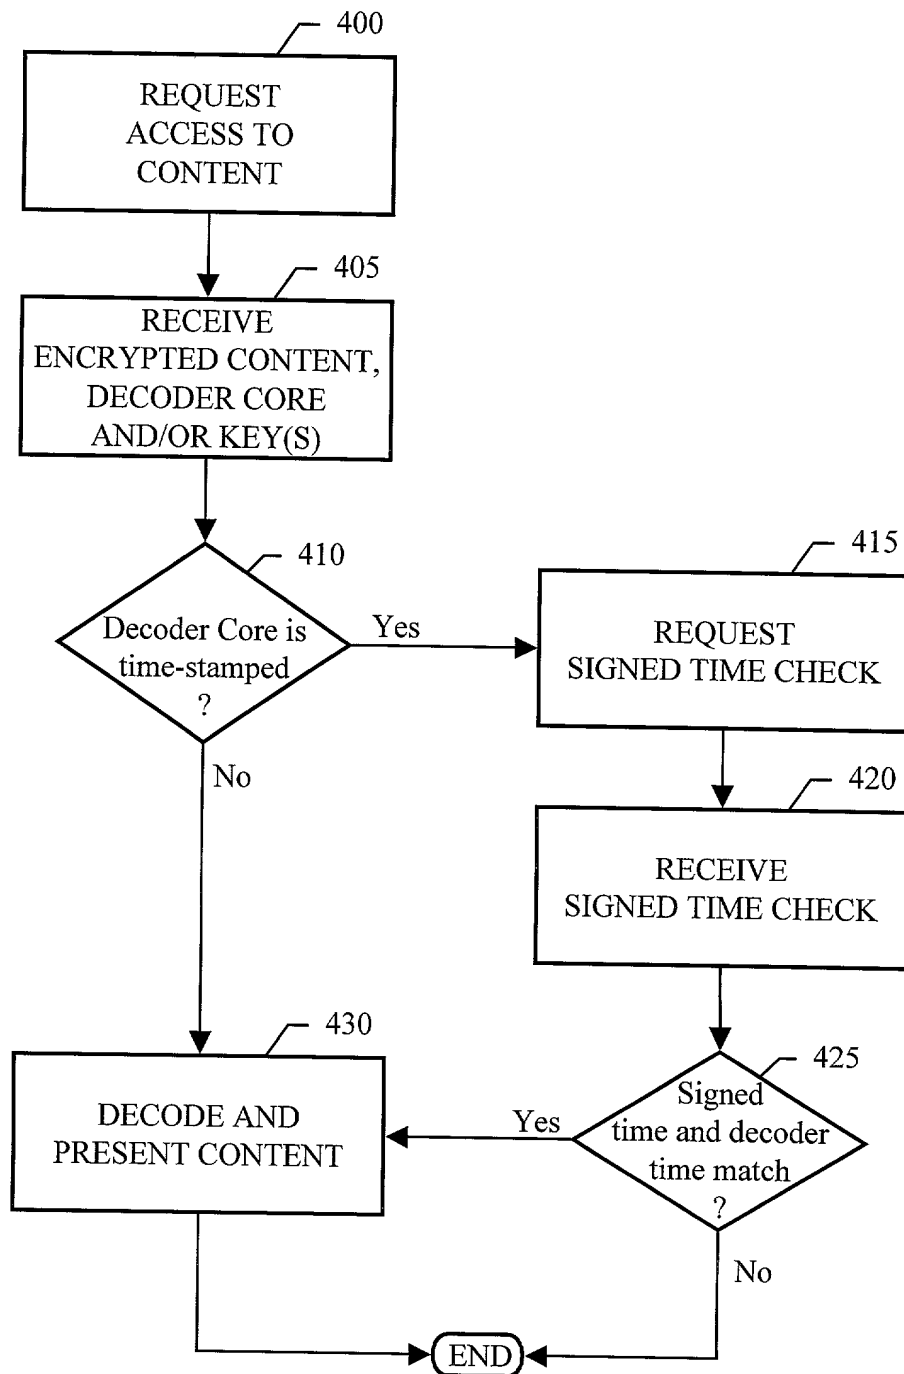 400
REQUEST
ACCESS TO
CONTENT
405
RECEIVE
ENCRYPTED CONTENT,
DECODER CORE
AND/OR KEY(S)
410
Decoder Core is
time-stamped
?
Yes
No
415
REQUEST
SIGNED TIME CHECK
420
RECEIVE
SIGNED TIME CHECK
425
Signed
time and decoder
time match
?
Yes
No
430
DECODE AND
PRESENT CONTENT
END